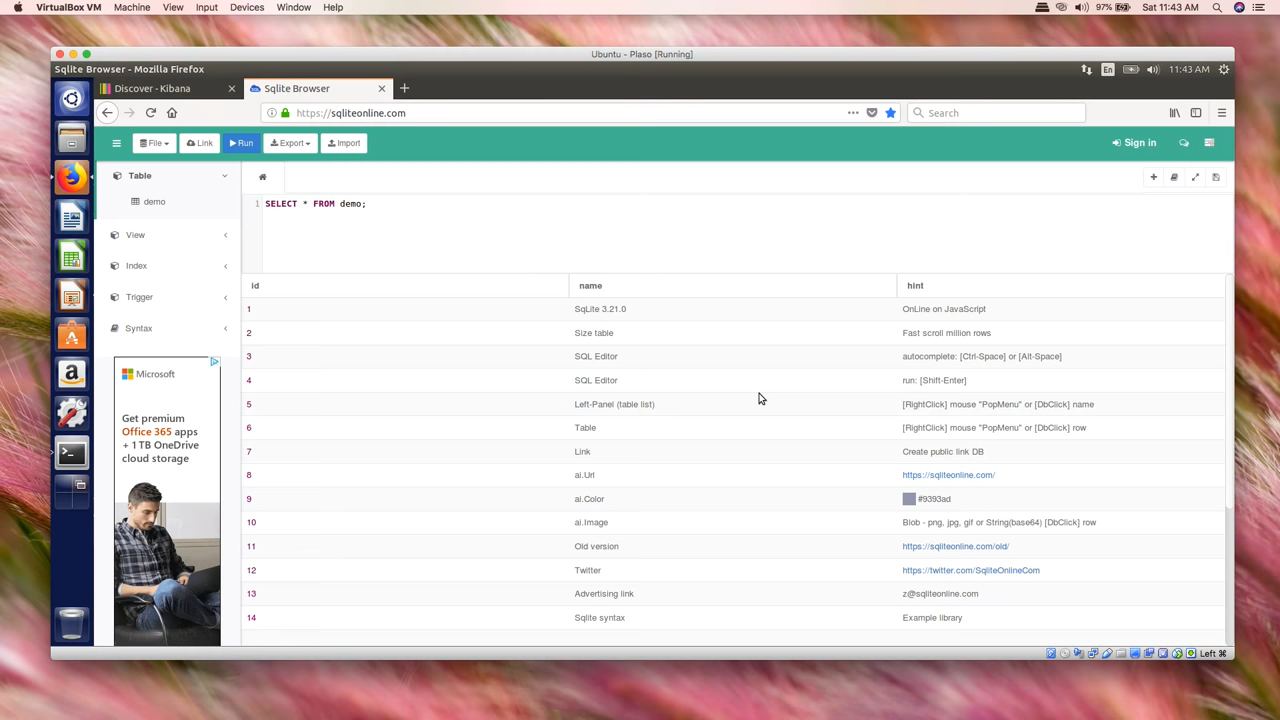 VirtualBox VM Machine View Input Devices Window Help 97% Sat 11:43 AM
Ubuntu - Plaso [Running]
Sqlite Browser - Mozilla Firefox En 11:43 AM
Discover - Kibana Sqlite Browser
https://sqliteonline.com Search
File Link Run Export Import Sign in
Table
demo
View
Index
Trigger
Syntax
1 SELECT * FROM demo;
id name hint
1 SqLite 3.21.0 OnLine on JavaScript
2 Size table Fast scroll million rows
3 SQL Editor autocomplete: [Ctrl-Space] or [Alt-Space]
4 SQL Editor run: [Shift-Enter]
5 Left-Panel (table list) [RightClick] mouse "PopMenu" or [DbClick] name
6 Table [RightClick] mouse "PopMenu" or [DbClick] row
7 Link Create public link DB
8 ai.Url https://sqliteonline.com/
9 ai.Color #9393ad
10 ai.Image Blob - png, jpg, gif or String(base64) [DbClick] row
11 Old version https://sqliteonline.com/old/
12 Twitter https://twitter.com/SqliteOnlineCom
13 Advertising link z@sqliteonline.com
14 Sqlite syntax Example library
Microsoft
Get premium
Office 365 apps
+ 1 TB OneDrive
cloud storage
Left ⌘